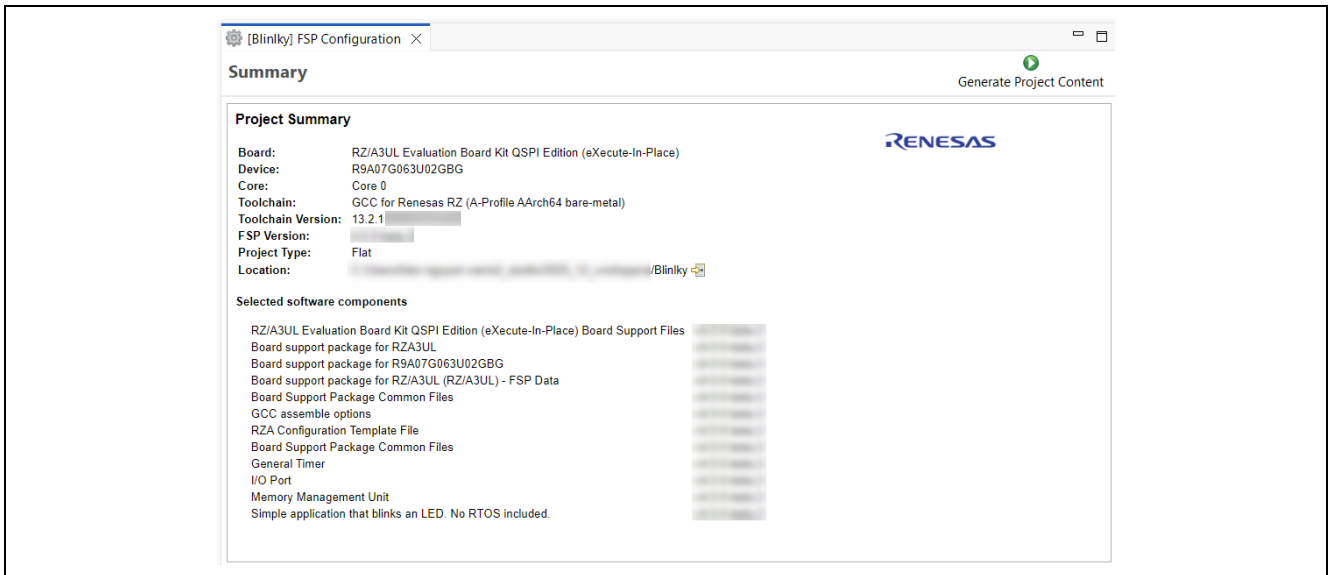 [Blinlky] FSP Configuration
Summary
Generate Project Content
Project Summary
RENESAS
Board: RZ/A3UL Evaluation Board Kit QSPI Edition (eXecute-In-Place)
Device: R9A07G063U02GBG
Core: Core 0
Toolchain: GCC for Renesas RZ (A-Profile AArch64 bare-metal)
Toolchain Version: 13.2.1
FSP Version:
Project Type: Flat
Location: /Blinlky
Selected software components
RZ/A3UL Evaluation Board Kit QSPI Edition (eXecute-In-Place) Board Support Files
Board support package for RZA3UL
Board support package for R9A07G063U02GBG
Board support package for RZ/A3UL (RZ/A3UL) - FSP Data
Board Support Package Common Files
GCC assemble options
RZA Configuration Template File
Board Support Package Common Files
General Timer
I/O Port
Memory Management Unit
Simple application that blinks an LED. No RTOS included.